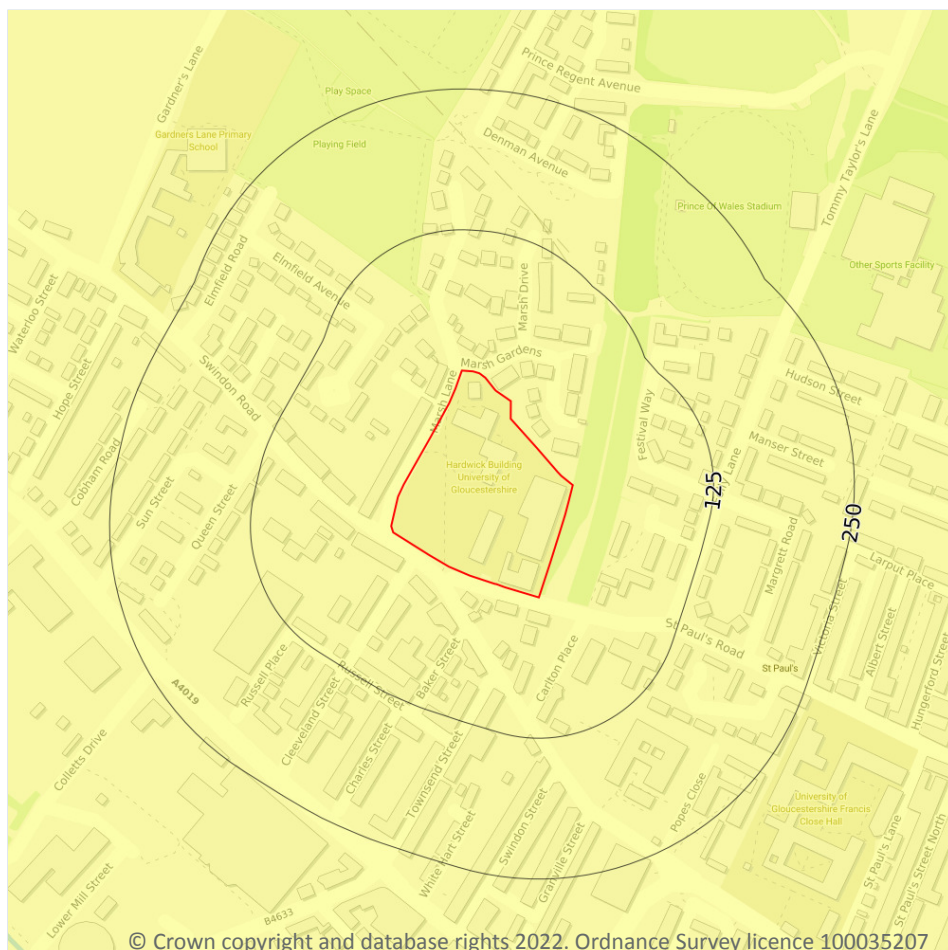 Gardner's Lane
Prince Regent Avenue
Play Space
Playing Field
Gardners Lane Primary
School
Denman Avenue
Tommy Taylor's Lane
Prince Of Wales Stadium
Other Sports Facility
Waterloo Street
Elmfield Road
Elmfield Avenue
Marsh Drive
Hope Street
Swindon Road
Marsh Gardens
Marsh Lane
Hudson Street
Festival Way
Manser Street
Cobham Road
Sun Street
Queen Street
Hardwick Building
University of
Gloucestershire
125
250
Margrett Road
Larput Place
Victoria Street
Albert Street
Hungerford Street
St Paul's Road
St Paul's
Russell Place
Russell Street
Baker Street
Carlton Place
A4019
Cleeveland Street
Charles Street
Townsend Street
Colletts Drive
Popes Close
University of
Gloucestershire Francis
Close Hall
Swindon Street
White Hart Street
Granville Street
St Paul's Lane
St Paul's Street North
Lower Mill Street
B4633
© Crown copyright and database rights 2022. Ordnance Survey licence 100035207